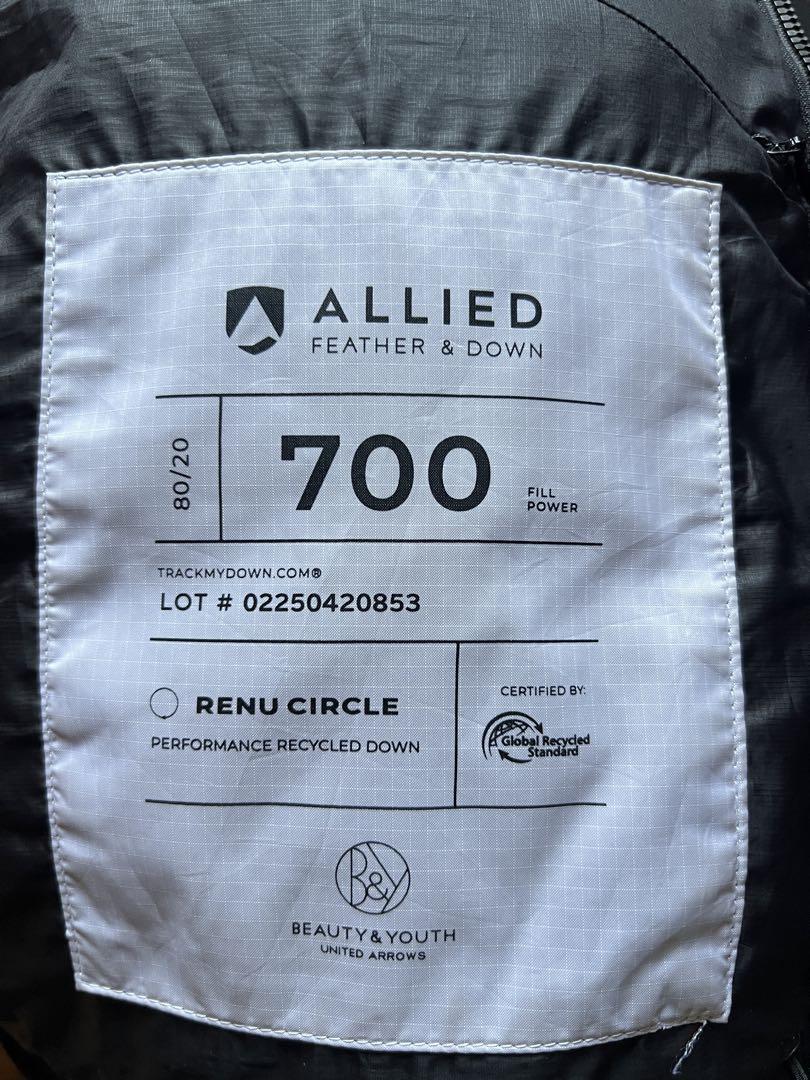 ALLIED
FEATHER & DOWN
80/20
700
FILL
POWER
TRACKMYDOWN.COM®
LOT # 02250420853
RENU CIRCLE
PERFORMANCE RECYCLED DOWN
CERTIFIED BY:
Global Recycled
Standard
B&Y
BEAUTY & YOUTH
UNITED ARROWS